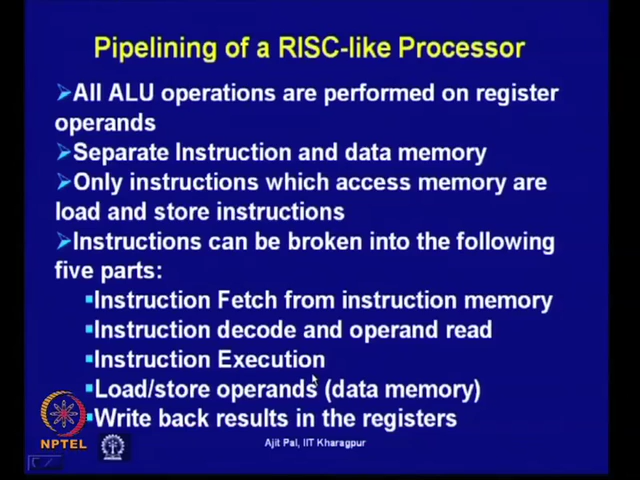 Pipelining of a RISC-like Processor
➢All ALU operations are performed on register
operands
➢Separate Instruction and data memory
➢Only instructions which access memory are
load and store instructions
➢Instructions can be broken into the following
five parts:
▪Instruction Fetch from instruction memory
▪Instruction decode and operand read
▪Instruction Execution
▪Load/store operands (data memory)
▪Write back results in the registers
NPTEL
Ajit Pal, IIT Kharagpur